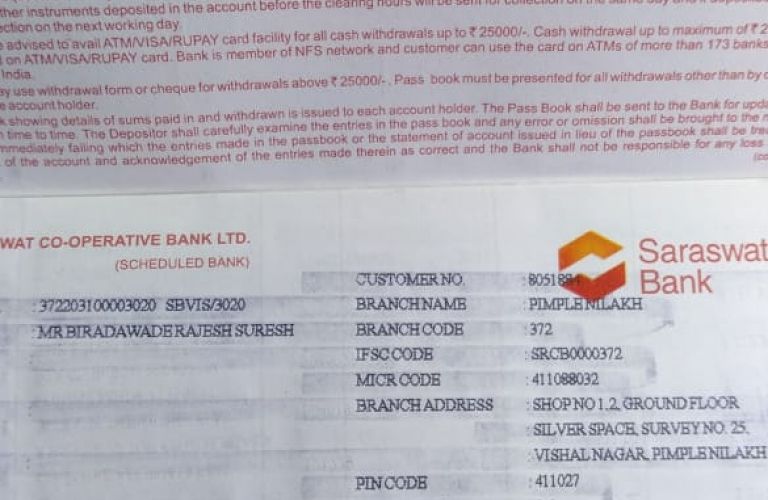 ther instruments deposited in the account before the clearing hours will be sent for collection on the same day and
ection on the next working day.
e advised to avail ATM/VISA/RUPAY card facility for all cash withdrawals up to ₹ 25000/-. Cash withdrawal up to maximum of ₹ 2
on ATM/VISA/RUPAY card. Bank is member of NFS network and customer can use the card on ATMs of more than 173 banks
India.
ay use withdrawal form or cheque for withdrawals above ₹ 25000/-. Pass book must be presented for all withdrawals other than by
e account holder.
k showing details of sums paid in and withdrawn is issued to each account holder. The Pass Book shall be sent to the Bank for upda
time to time. The Depositor shall carefully examine the entries in the pass book and any error or omission shall be brought to the
mmediately failing which the entries made in the passbook or the statement of account issued in lieu of the passbook shall be
of the account and acknowledgement of the entries made therein as correct and the Bank shall not be responsible for any loss
WAT CO-OPERATIVE BANK LTD.
(SCHEDULED BANK)
Saraswat
Bank
CUSTOMER NO. : 8051884
: 372203100003020 SBVIS/3020 BRANCH NAME : PIMPLE NILAKH
: MR BIRADAWADE RAJESH SURESH BRANCH CODE : 372
IFSC CODE : SRCB0000372
MICR CODE : 411088032
BRANCH ADDRESS : SHOP NO 1,2, GROUND FLOOR
: SILVER SPACE, SURVEY NO. 25,
: VISHAL NAGAR, PIMPLE NILAKH
PIN CODE : 411027